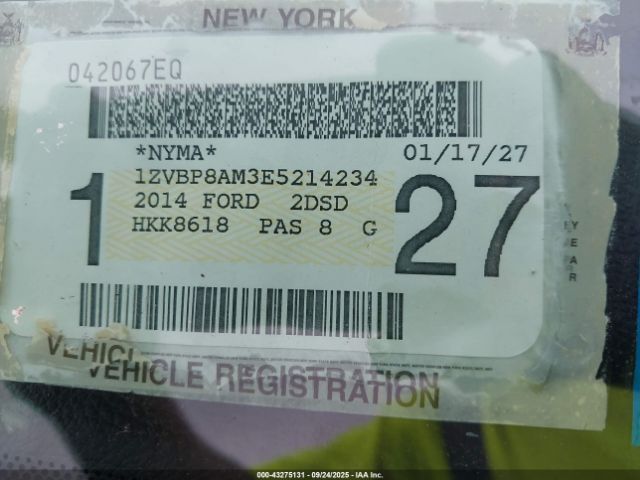 NEW YORK
042067EQ
*NYMA* 01/17/27
1ZVBP8AM3E5214234
2014 FORD 2DSD
HKK8618 PAS 8 G
1 27
YEAR
VEHICL
VEHICLE REGISTRATION
000-43275131 - 09/24/2025 - IAA Inc.